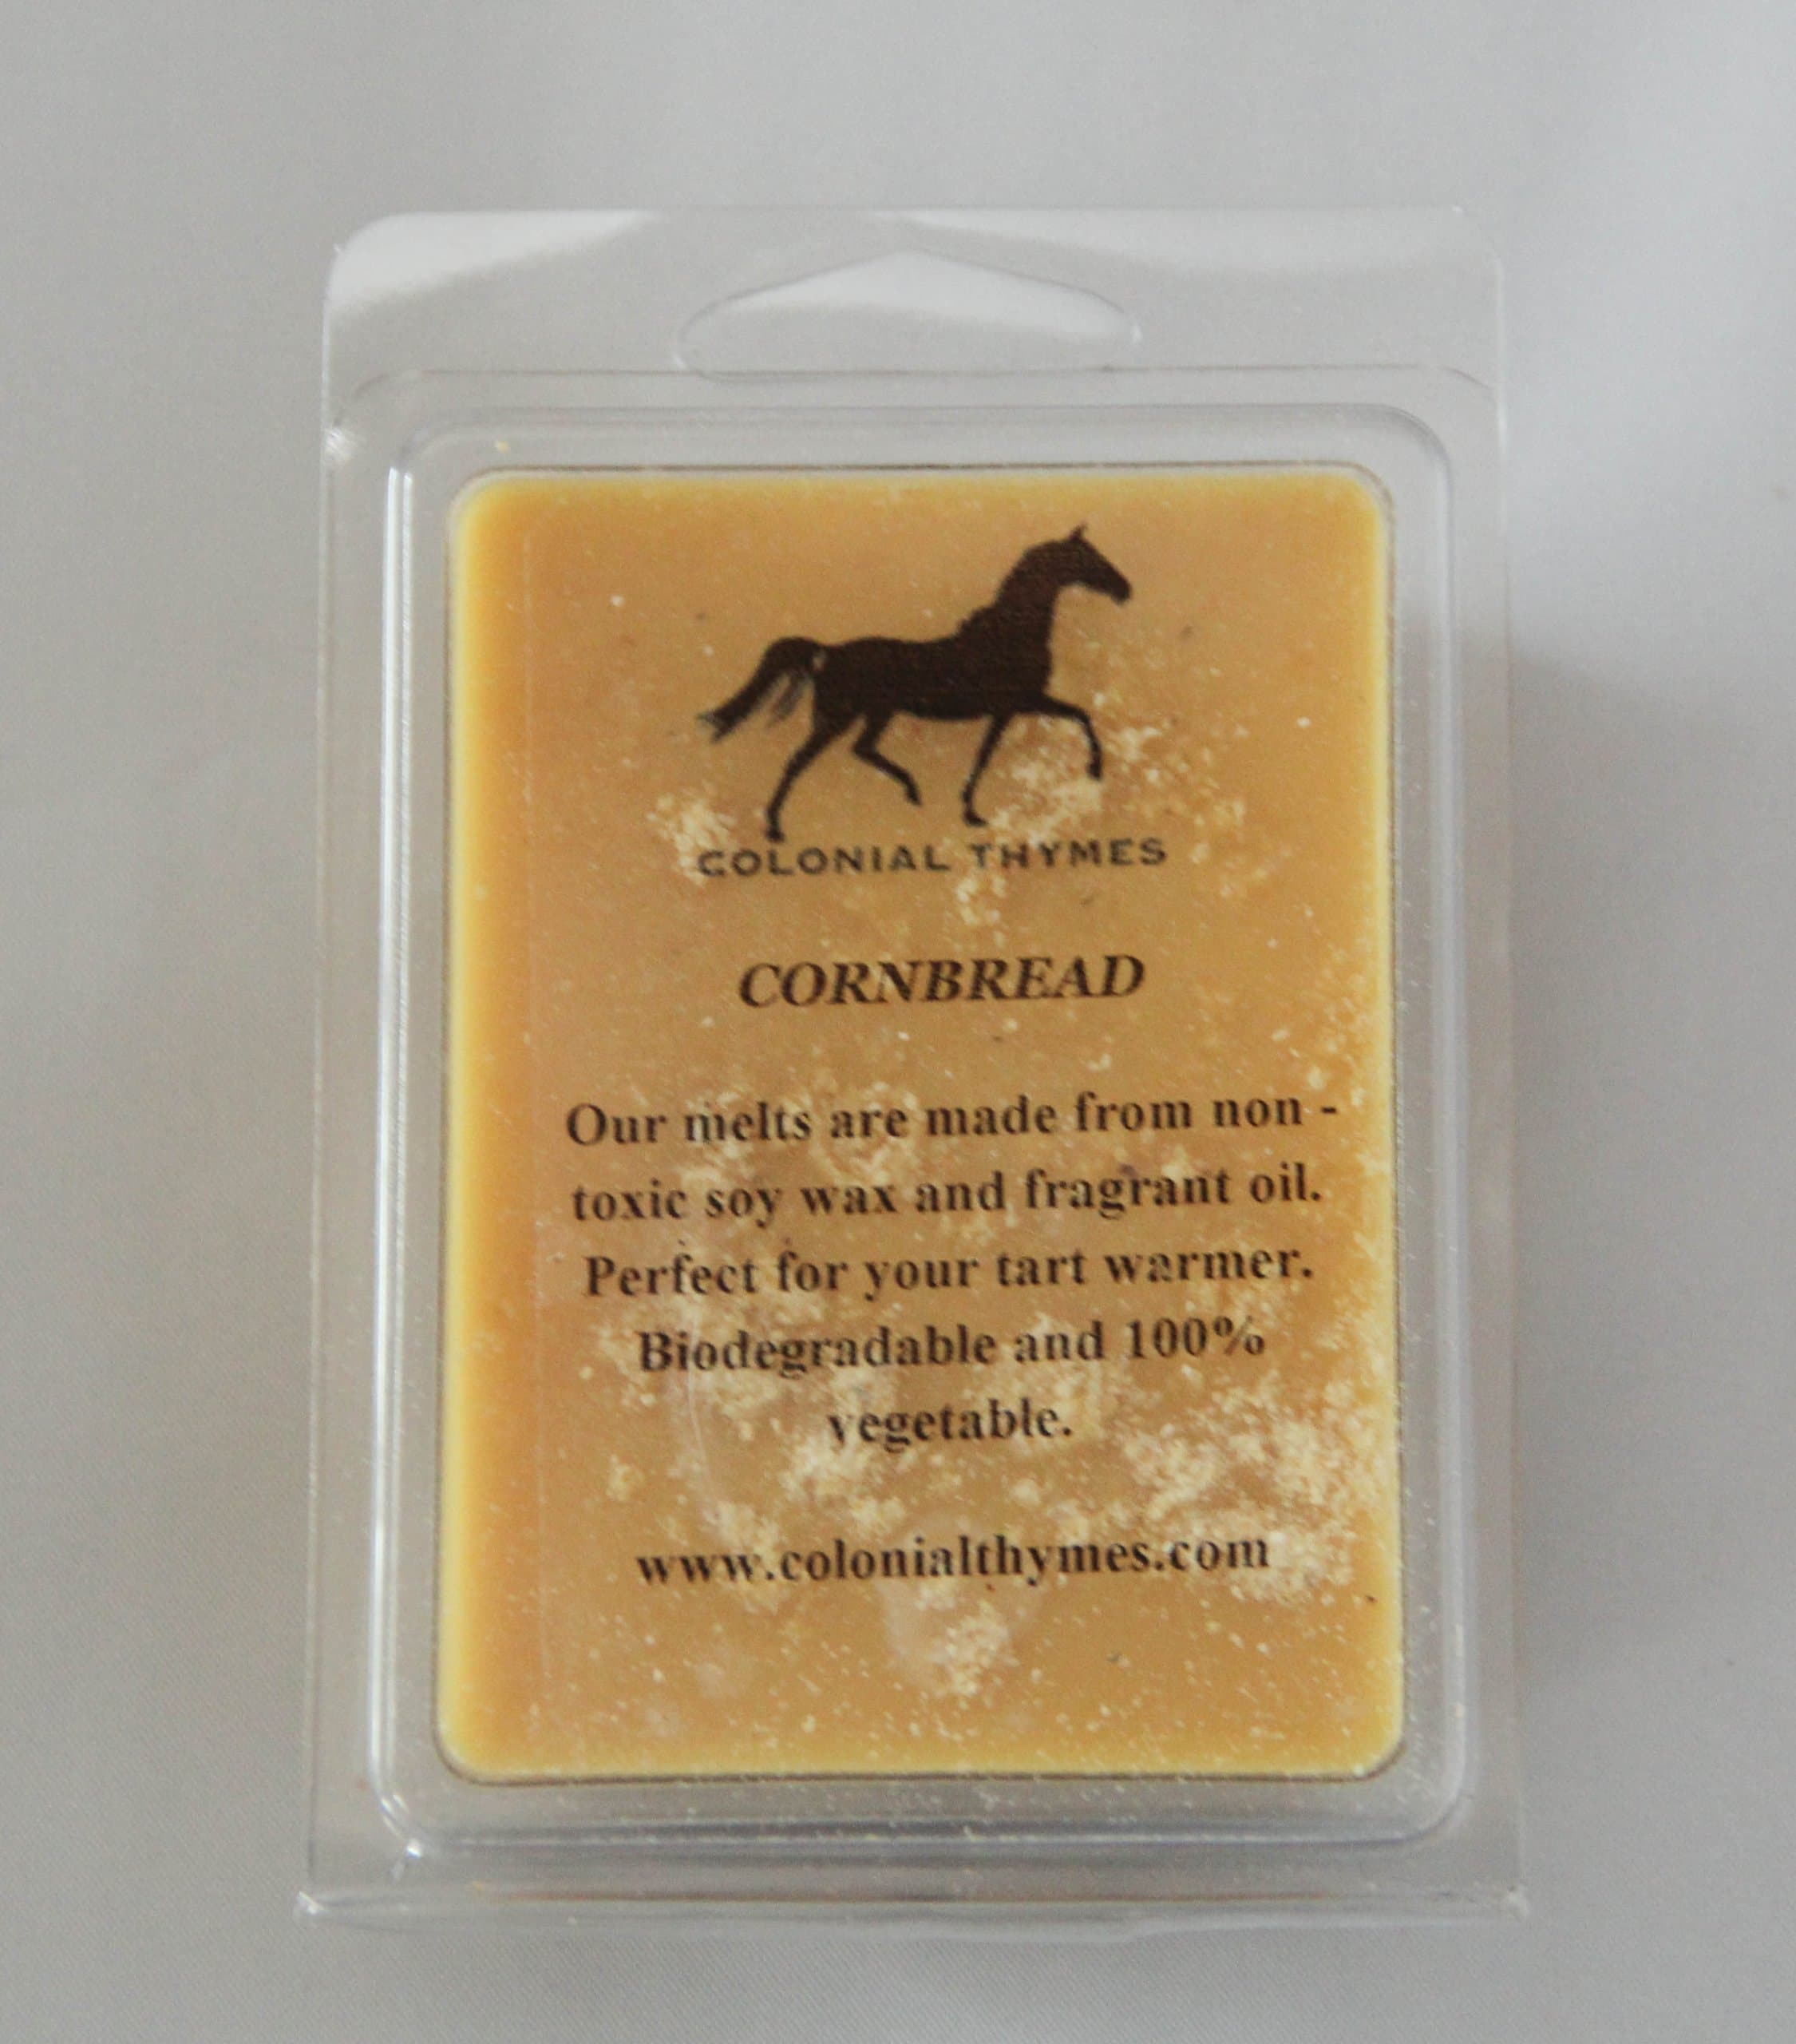 COLONIAL THYMES
CORNBREAD
Our melts are made from non -
toxic soy wax and fragrant oil.
Perfect for your tart warmer.
Biodegradable and 100%
vegetable.
www.colonialthymes.com